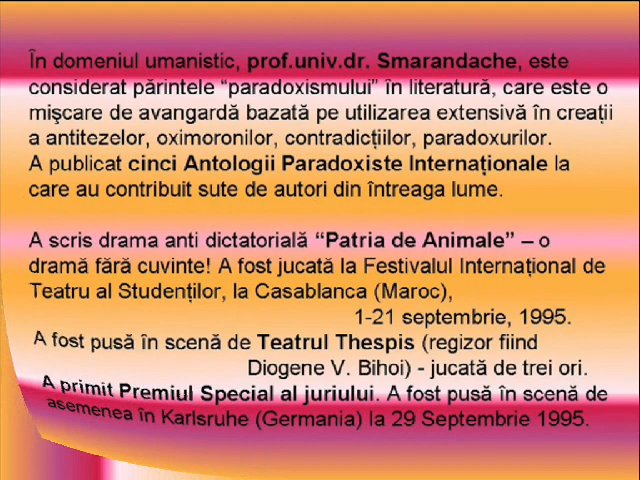 În domeniul umanistic, prof.univ.dr. Smarandache, este
considerat părintele “paradoxismului” în literatură, care este o
mişcare de avangardă bazată pe utilizarea extensivă în creații
a antitezelor, oximoronilor, contradicțiilor, paradoxurilor.
A publicat cinci Antologii Paradoxiste Internaționale la
care au contribuit sute de autori din întreaga lume.
A scris drama anti dictatorială “Patria de Animale” – o
dramă fără cuvinte! A fost jucată la Festivalul Internațional de
Teatru al Studenților, la Casablanca (Maroc),
1-21 septembrie, 1995.
A fost pusă în scenă de Teatrul Thespis (regizor fiind
Diogene V. Bihoi) - jucată de trei ori.
A primit Premiul Special al juriului. A fost pusă în scenă de
asemenea în Karlsruhe (Germania) la 29 Septembrie 1995.